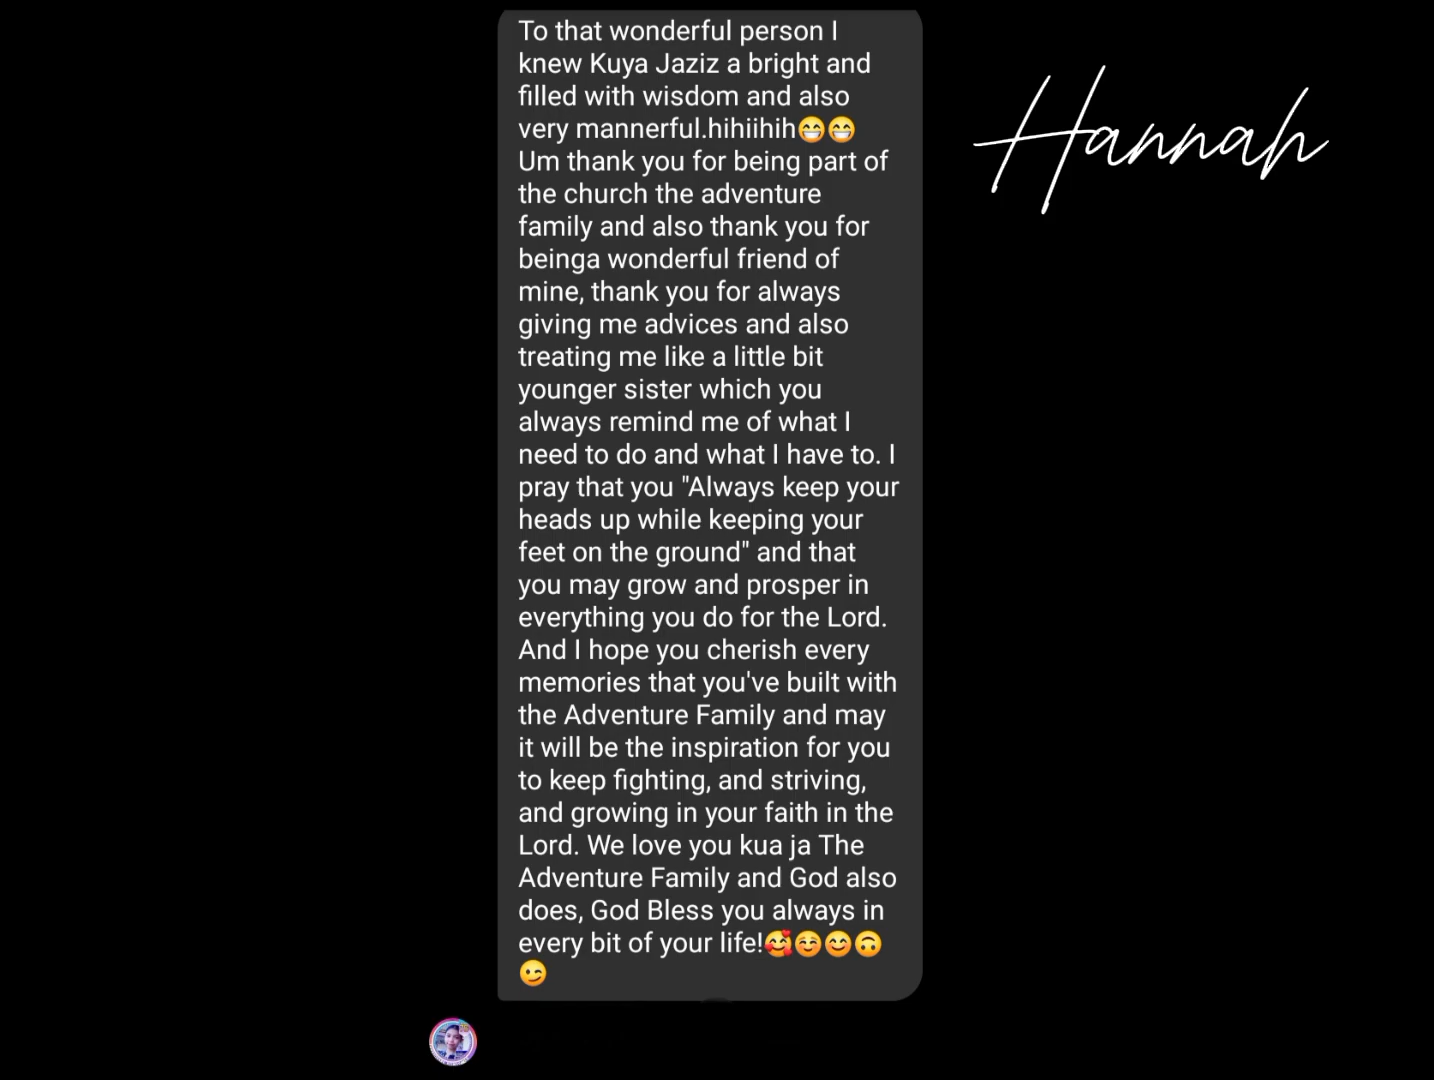 To that wonderful person I
knew Kuya Jaziz a bright and
filled with wisdom and also
very mannerful.hihiihih😁😁
Um thank you for being part of
the church the adventure
family and also thank you for
beinga wonderful friend of
mine, thank you for always
giving me advices and also
treating me like a little bit
younger sister which you
always remind me of what I
need to do and what I have to. I
pray that you "Always keep your
heads up while keeping your
feet on the ground" and that
you may grow and prosper in
everything you do for the Lord.
And I hope you cherish every
memories that you've built with
the Adventure Family and may
it will be the inspiration for you
to keep fighting, and striving,
and growing in your faith in the
Lord. We love you kua ja The
Adventure Family and God also
does, God Bless you always in
every bit of your life!🥰☺️😊🙃
😉
Hannah